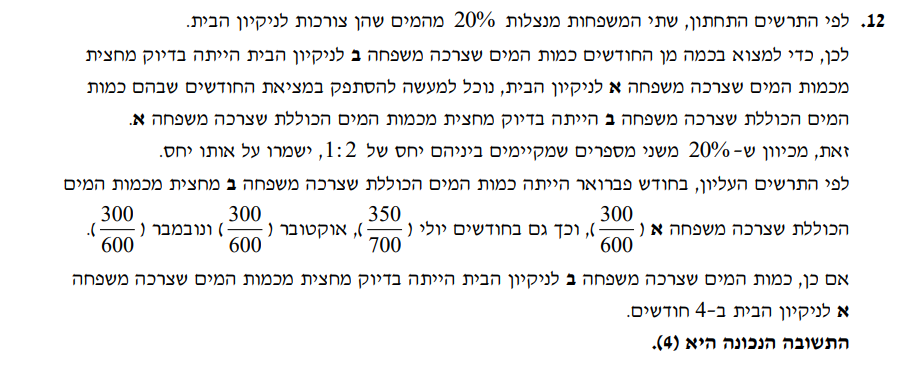 12. לפי התרשים התחתון, שתי המשפחות מנצלות 20% מהמים שהן צורכות לניקיון הבית.
לכן, כדי למצוא בכמה מן החודשים כמות המים שצרכה משפחה ב לניקיון הבית הייתה בדיוק מחצית
מכמות המים שצרכה משפחה א לניקיון הבית, נוכל למעשה להסתפק במציאת החודשים שבהם כמות
המים הכוללת שצרכה משפחה ב הייתה בדיוק מחצית מכמות המים הכוללת שצרכה משפחה א.
זאת, מכיוון ש-20% משני מספרים שמקיימים ביניהם יחס של 1:2, ישמרו על אותו יחס.
לפי התרשים העליון, בחודש פברואר הייתה כמות המים הכוללת שצרכה משפחה ב מחצית מכמות המים
הכוללת שצרכה משפחה א (300/600), וכך גם בחודשים יולי (350/700), אוקטובר (300/600) ונובמבר (300/600).
אם כן, כמות המים שצרכה משפחה ב לניקיון הבית הייתה בדיוק מחצית מכמות המים שצרכה משפחה
א לניקיון הבית ב-4 חודשים.
התשובה הנכונה היא (4).